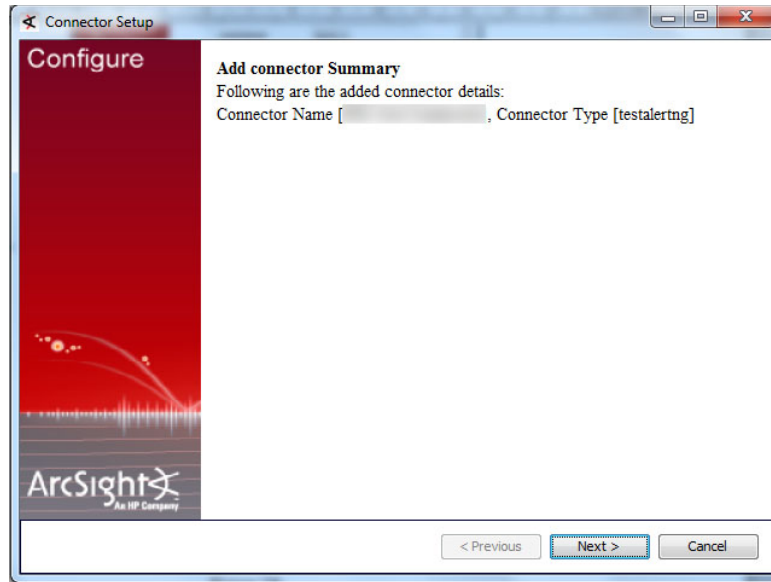 Connector Setup
Configure
Add connector Summary
Following are the added connector details:
Connector Name [ , Connector Type [testalertng]
ArcSight
An HP Company
< Previous
Next >
Cancel